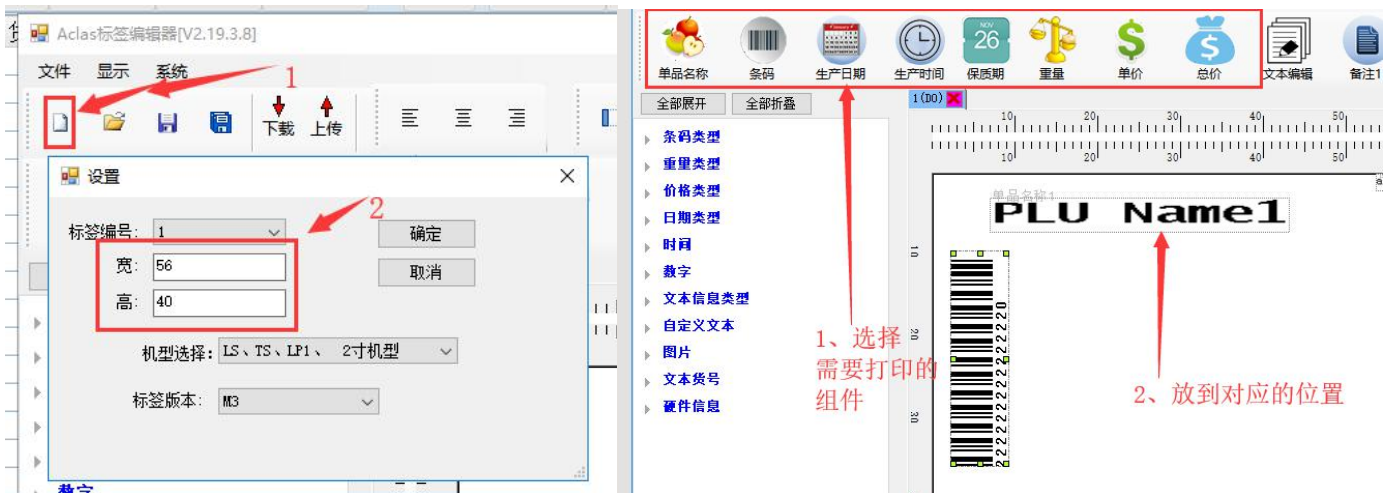 Aclas标签编辑器[V2.19.3.8]
文件 显示 系统
1
下载 上传
设置
2
标签编号: 1
确定
宽: 56
取消
高: 40
机型选择: LS、TS、LP1、 2寸机型
标签版本: M3
数字
单品名称 条码 生产日期 生产时间 保质期 重量 单价 总价 文本编辑 备注1
NOV
26
全部展开 全部折叠
1(D0)
10 20 30 40 50
10 20 30 40 50
条码类型
重量类型
价格类型
日期类型
时间
数字
文本信息类型
自定义文本
图片
文本货号
硬件信息
单品名称1
PLU Name1
10
20
30
1、选择
需要打印的
组件
2、放到对应的位置